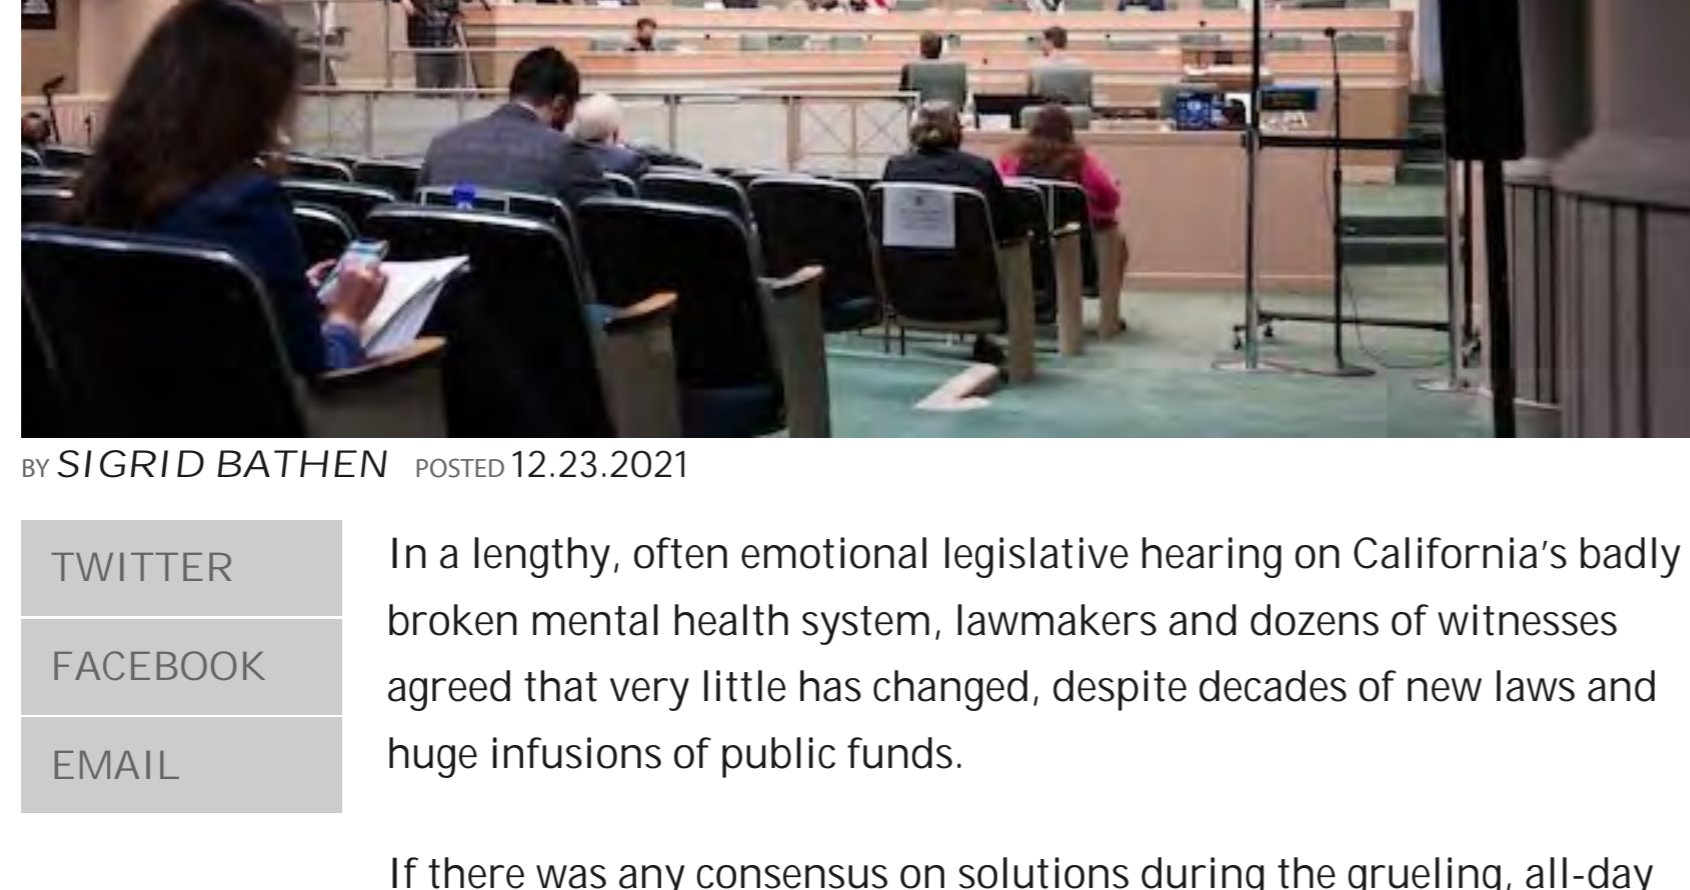 BY SIGRID BATHEN POSTED 12.23.2021
TWITTER
FACEBOOK
EMAIL
In a lengthy, often emotional legislative hearing on California’s badly
broken mental health system, lawmakers and dozens of witnesses
agreed that very little has changed, despite decades of new laws and
huge infusions of public funds.
If there was any consensus on solutions during the grueling, all-day